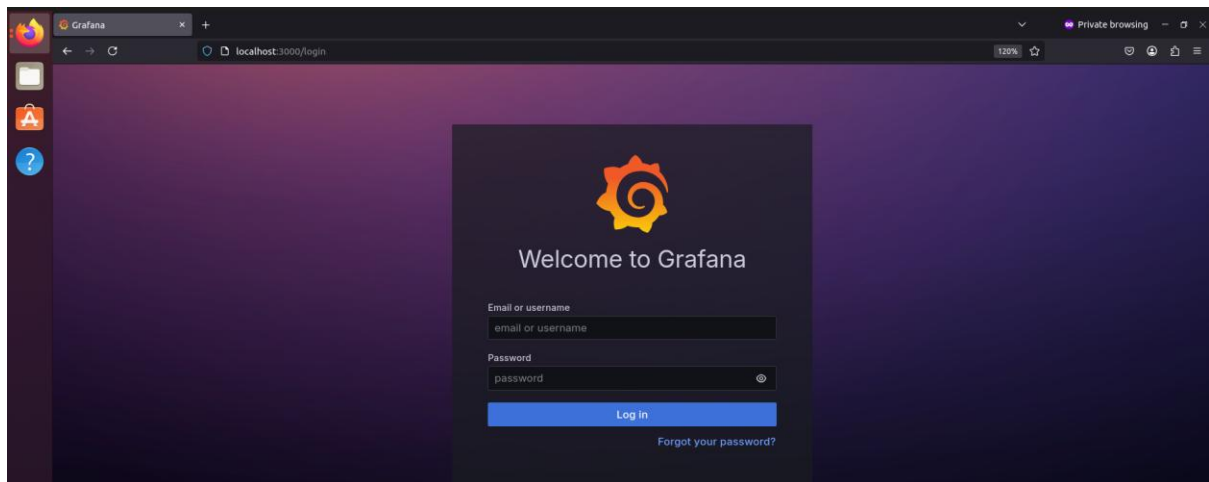 Grafana
Private browsing
localhost:3000/login
120%
Welcome to Grafana
Email or username
email or username
Password
password
Log in
Forgot your password?